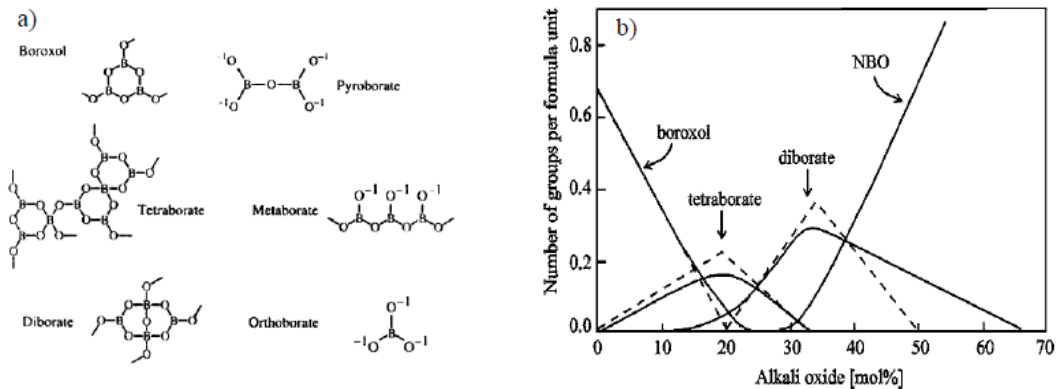 a)
Boroxol
Pyroborate
Tetraborate
Metaborate
Diborate
Orthoborate
b)
Number of groups per formula unit
0.8
0.6
0.4
0.2
0.0
NBO
boroxol
diborate
tetraborate
0 10 20 30 40 50 60 70
Alkali oxide [mol%]